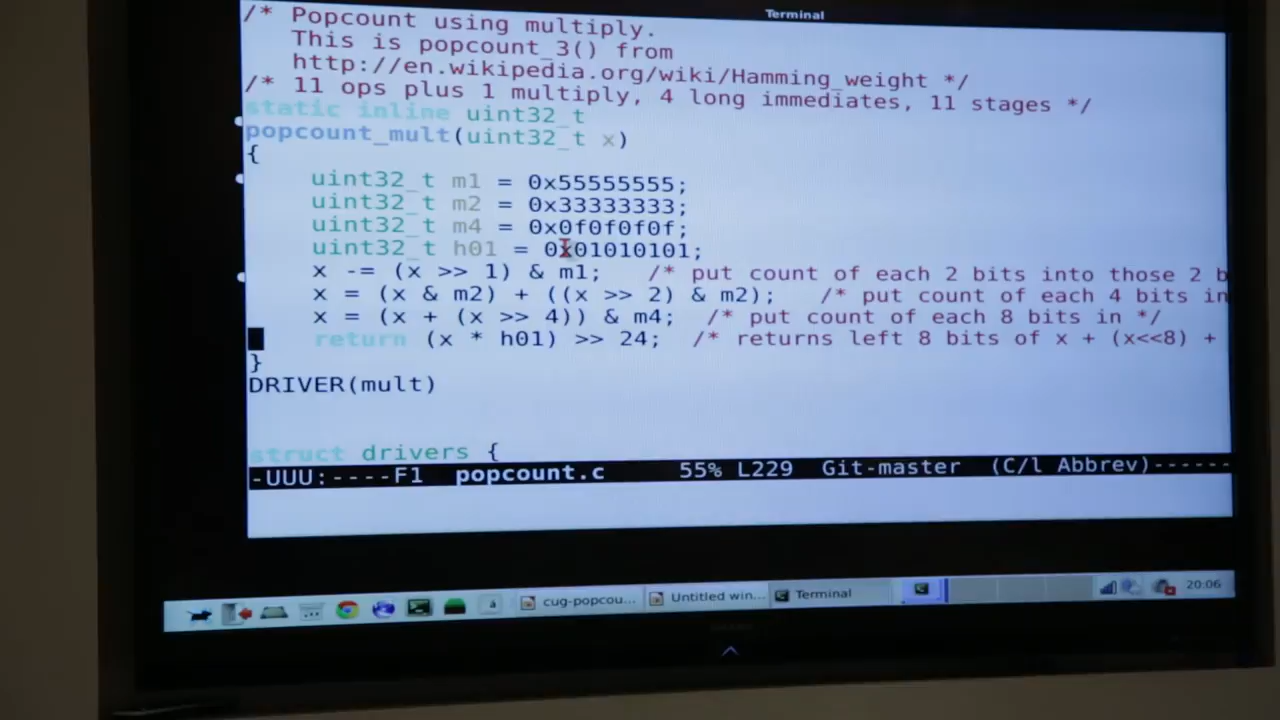 Terminal
/* Popcount using multiply.
This is popcount_3() from
http://en.wikipedia.org/wiki/Hamming_weight */
/* 11 ops plus 1 multiply, 4 long immediates, 11 stages */
static inline uint32_t
popcount_mult(uint32_t x)
{
uint32_t m1 = 0x55555555;
uint32_t m2 = 0x33333333;
uint32_t m4 = 0x0f0f0f0f;
uint32_t h01 = 0x01010101;
x -= (x >> 1) & m1; /* put count of each 2 bits into those 2 b
x = (x & m2) + ((x >> 2) & m2); /* put count of each 4 bits in
x = (x + (x >> 4)) & m4; /* put count of each 8 bits in */
return (x * h01) >> 24; /* returns left 8 bits of x + (x<<8) +
}
DRIVER(mult)
struct drivers {
-UUU:----F1 popcount.c 55% L229 Git-master (C/l Abbrev)------
cug-popcou... Untitled win... Terminal 20:06